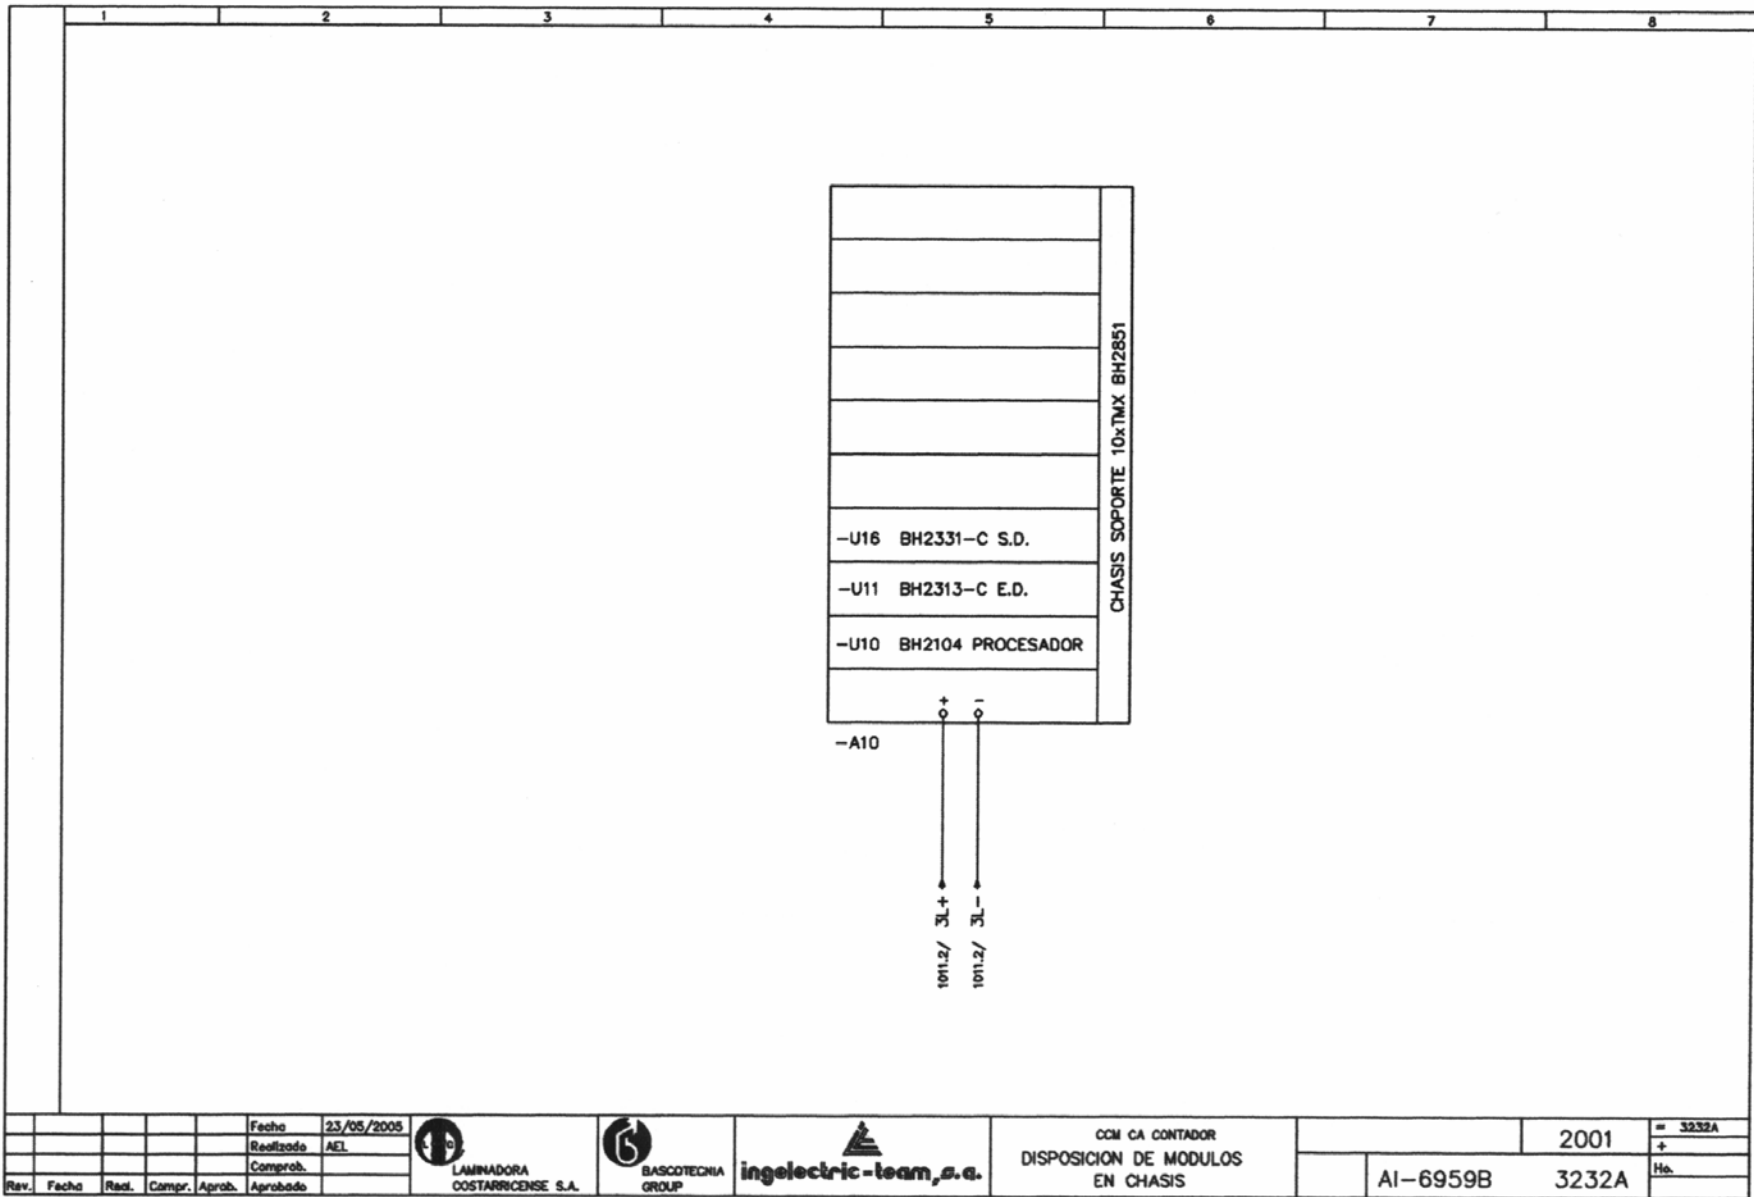 1 2 3 4 5 6 7 8
CHASIS SOPORTE 10xTMX BH2851
-U16 BH2331-C S.D.
-U11 BH2313-C E.D.
-U10 BH2104 PROCESADOR
+ -
-A10
1011.2/ 3L+
1011.2/ 3L-
Fecha 23/05/2005
Realizado AEL
Comprob.
Rev. Fecha Real. Compr. Aprob. Aprobado
LAMINADORA
COSTARRICENSE S.A.
BASCOTECNIA
GROUP
ingelectric-team,s.a.
CCM CA CONTADOR
DISPOSICION DE MODULOS
EN CHASIS
2001
AI-6959B 3232A
= 3232A
+
Ho.